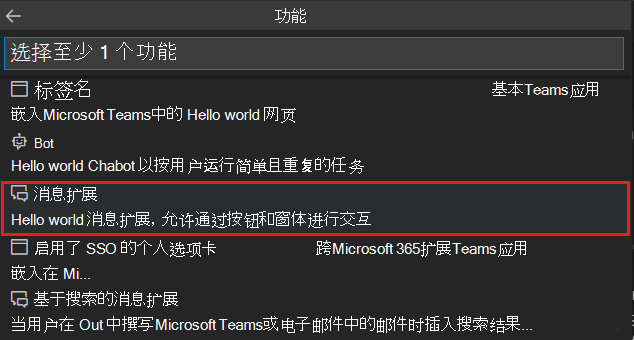 功能
选择至少 1 个功能
标签名 基本Teams应用
嵌入Microsoft Teams中的 Hello world 网页
Bot
Hello world Chabot 以按用户运行简单且重复的任务
消息扩展
Hello world 消息扩展, 允许通过按钮和窗体进行交互
启用了 SSO 的个人选项卡 跨Microsoft 365扩展Teams应用
嵌入在 Mi...
基于搜索的消息扩展
当用户在 Out 中撰写Microsoft Teams或电子邮件中的邮件时插入搜索结果...